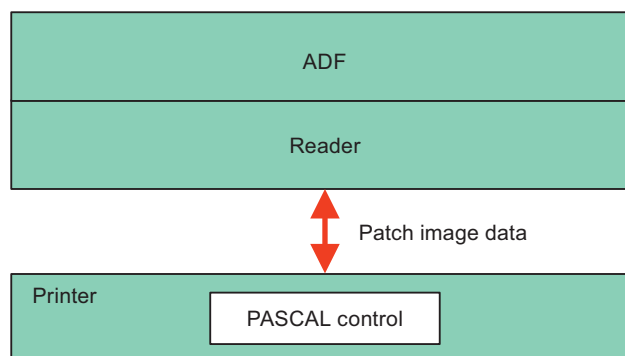 ADF
Reader
Patch image data
Printer
PASCAL control